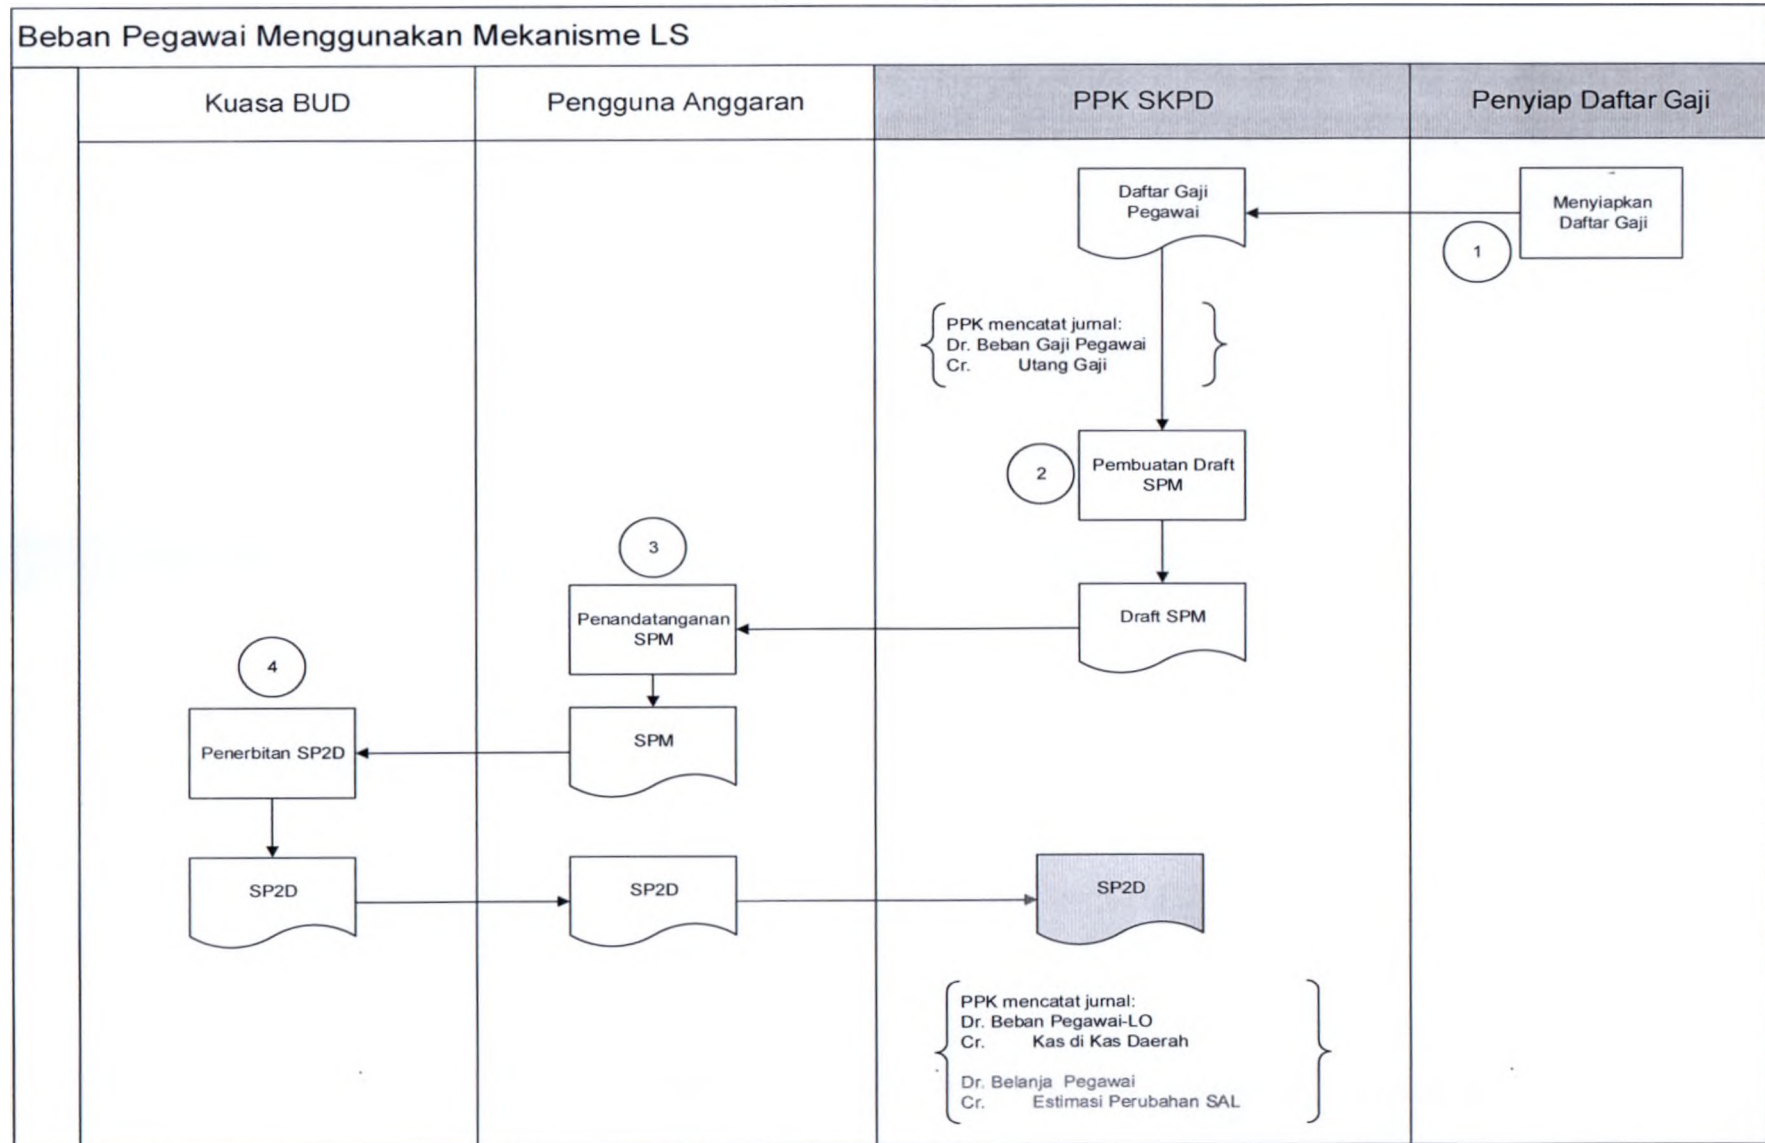 Beban Pegawai Menggunakan Mekanisme LS
Kuasa BUD
Pengguna Anggaran
PPK SKPD
Penyiap Daftar Gaji
Daftar Gaji
Pegawai
Menyiapkan
Daftar Gaji
1
PPK mencatat jurnal:
Dr. Beban Gaji Pegawai
Cr. Utang Gaji
2
Pembuatan Draft
SPM
3
Penandatanganan
SPM
Draft SPM
4
Penerbitan SP2D
SPM
SP2D
SP2D
SP2D
PPK mencatat jurnal:
Dr. Beban Pegawai-LO
Cr. Kas di Kas Daerah
Dr. Belanja Pegawai
Cr. Estimasi Perubahan SAL